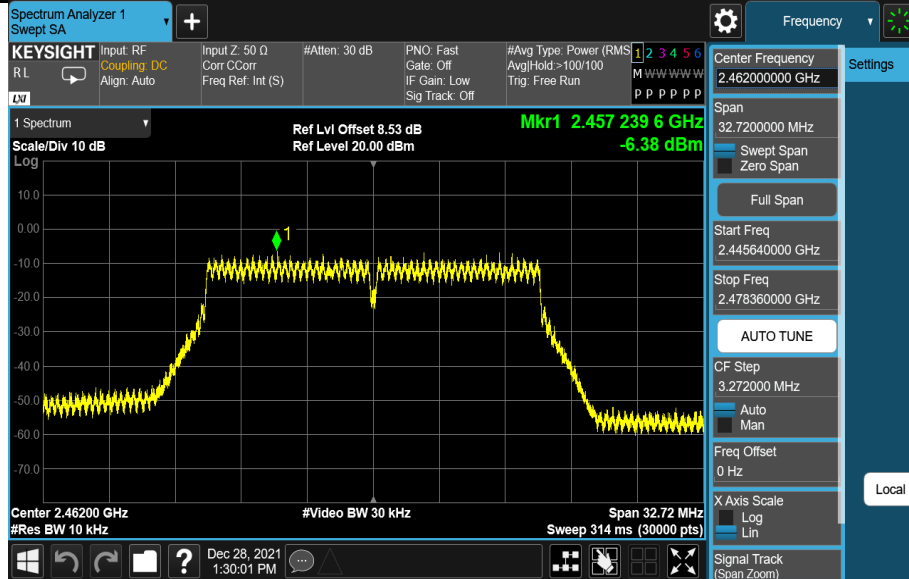 Spectrum Analyzer 1
Swept SA
+
Frequency
KEYSIGHT
R L
LXI
Input: RF
Coupling: DC
Align: Auto
Input Z: 50 Ω
Corr CCorr
Freq Ref: Int (S)
#Atten: 30 dB
PNO: Fast
Gate: Off
IF Gain: Low
Sig Track: Off
#Avg Type: Power (RMS
Avg|Hold:>100/100
Trig: Free Run
1 2 3 4 5 6
M W W W W W
P P P P P P
Settings
1 Spectrum
Scale/Div 10 dB
Log
Ref Lvl Offset 8.53 dB
Ref Level 20.00 dBm
Mkr1 2.457 239 6 GHz
-6.38 dBm
10.0
0.00
-10.0
-20.0
-30.0
-40.0
-50.0
-60.0
-70.0
1
Center 2.46200 GHz
#Res BW 10 kHz
#Video BW 30 kHz
Span 32.72 MHz
Sweep 314 ms (30000 pts)
Center Frequency
2.462000000 GHz
Span
32.7200000 MHz
Swept Span
Zero Span
Full Span
Start Freq
2.445640000 GHz
Stop Freq
2.478360000 GHz
AUTO TUNE
CF Step
3.272000 MHz
Auto
Man
Freq Offset
0 Hz
X Axis Scale
Log
Lin
Signal Track
(Span Zoom)
Local
?
Dec 28, 2021
1:30:01 PM